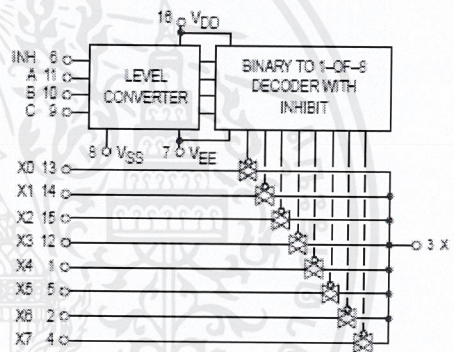 16 VDD
INH 6
A 11
B 10
C 9
LEVEL
CONVERTER
BINARY TO 1-OF-8
DECODER WITH
INHIBIT
8 VSS
7 VEE
X0 13
X1 14
X2 15
X3 12
X4 1
X5 5
X6 2
X7 4
3 X